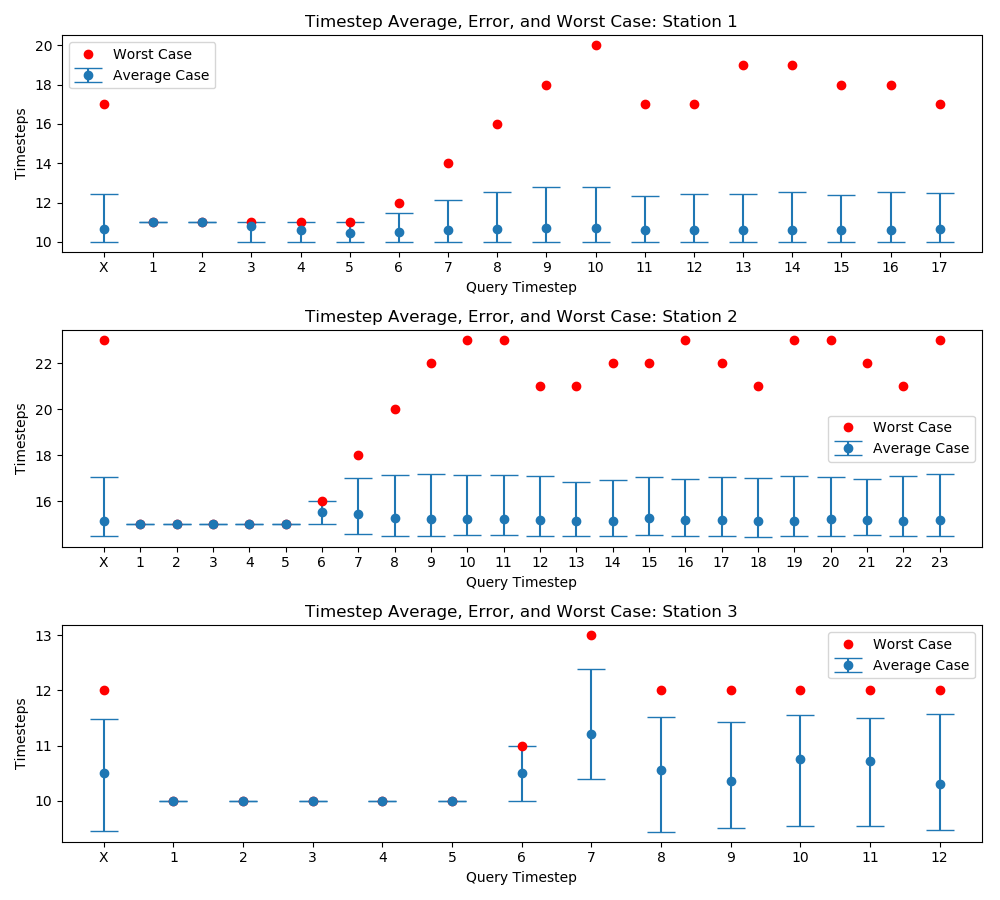 Timestep Average, Error, and Worst Case: Station 1
Timesteps
20
18
16
14
12
10
Worst Case
Average Case
X 1 2 3 4 5 6 7 8 9 10 11 12 13 14 15 16 17
Query Timestep
Timestep Average, Error, and Worst Case: Station 2
Timesteps
22
20
18
16
Worst Case
Average Case
X 1 2 3 4 5 6 7 8 9 10 11 12 13 14 15 16 17 18 19 20 21 22 23
Query Timestep
Timestep Average, Error, and Worst Case: Station 3
Timesteps
13
12
11
10
Worst Case
Average Case
X 1 2 3 4 5 6 7 8 9 10 11 12
Query Timestep